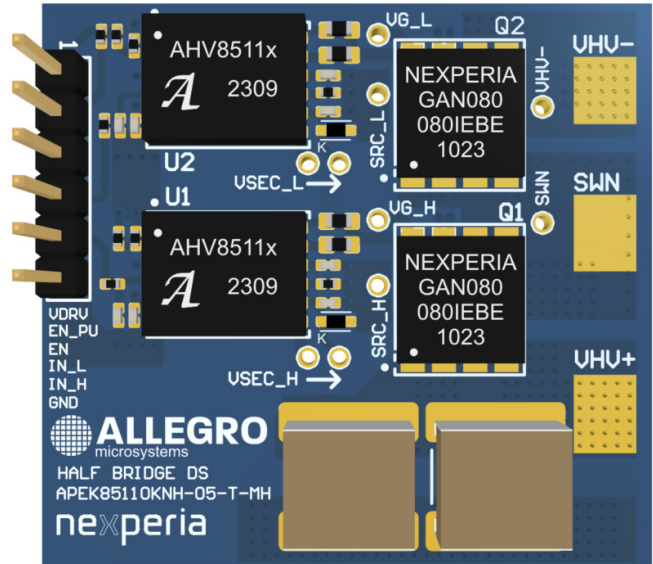 1
AHV8511x
A 2309
U2
VSEC_L
VG_L
SRC_L
Q2
NEXPERIA
GAN080
080IEBE
1023
VHV-
VHV-
U1
AHV8511x
A 2309
K
VSEC_H
VG_H
SRC_H
Q1
NEXPERIA
GAN080
080IEBE
1023
SWN
SWN
K
VHV+
VDRV
EN_PU
EN
IN_L
IN_H
GND
ALLEGRO
microsystems
HALF BRIDGE DS
APEK85110KNH-05-T-MH
nexperia